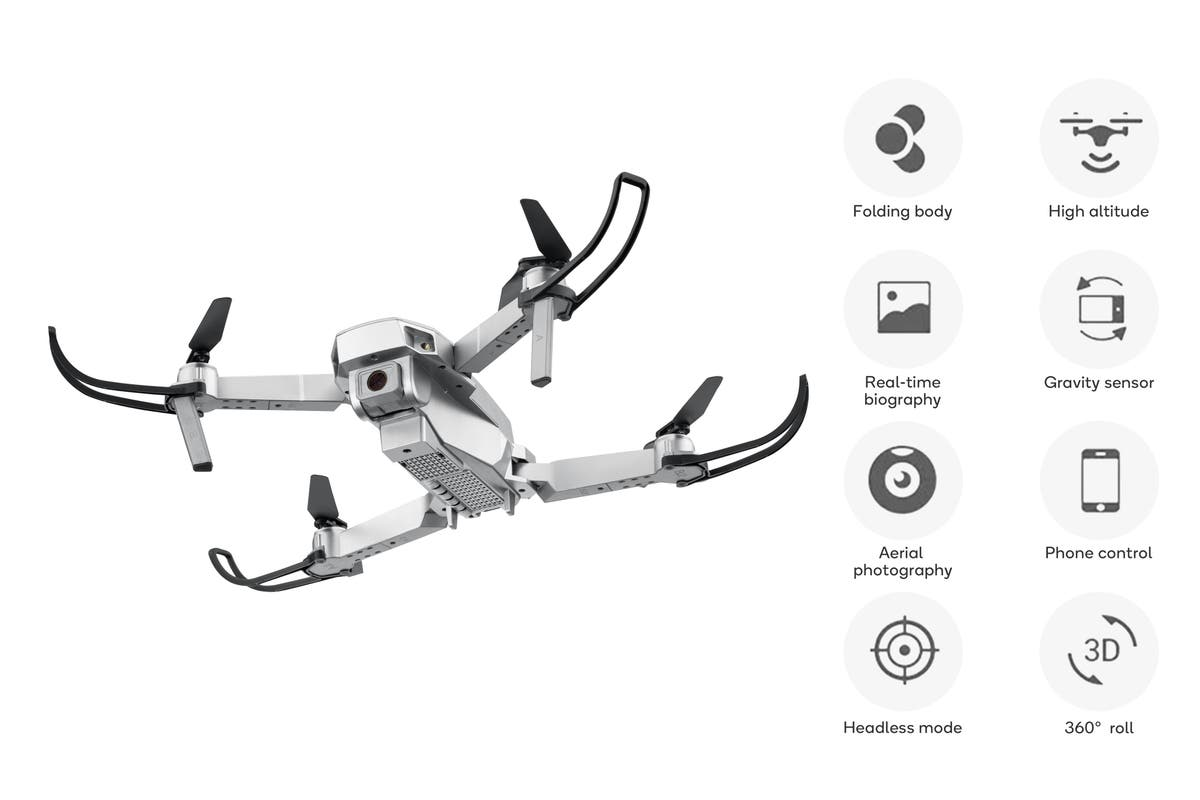 Folding body
High altitude
Real-time
biography
Gravity sensor
Aerial
photography
Phone control
Headless mode
3D
360° roll